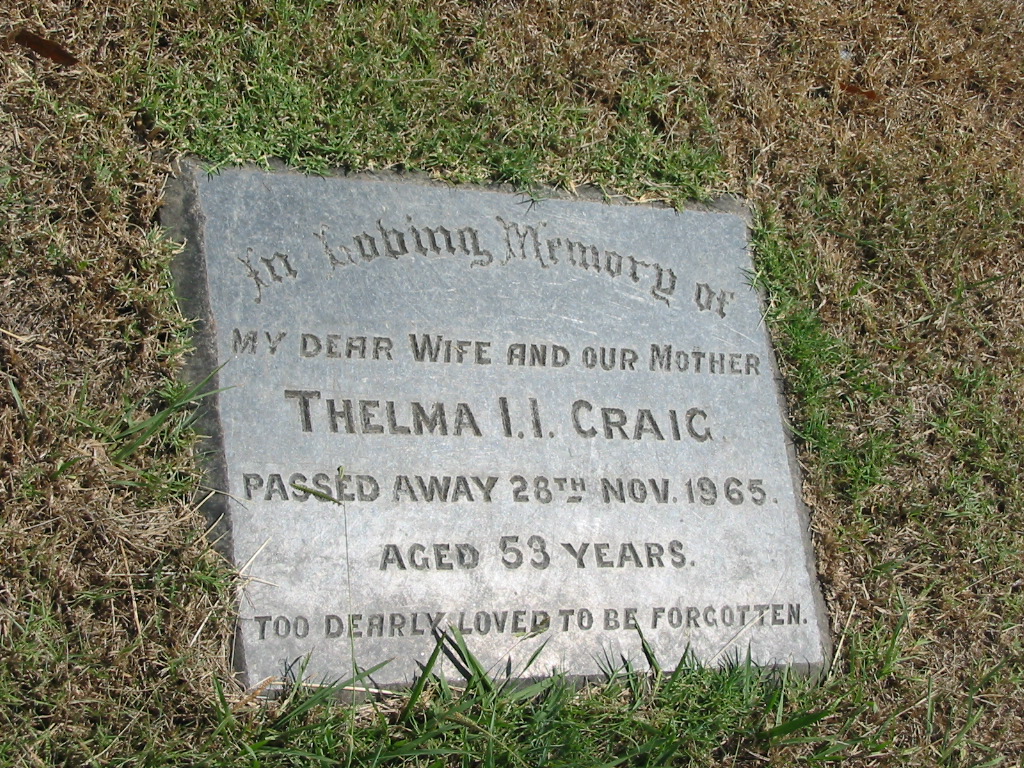 In Loving Memory of
MY DEAR WIFE AND OUR MOTHER
THELMA I.I. CRAIG.
PASSED AWAY 28TH NOV. 1965.
AGED 53 YEARS.
TOO DEARLY LOVED TO BE FORGOTTEN.